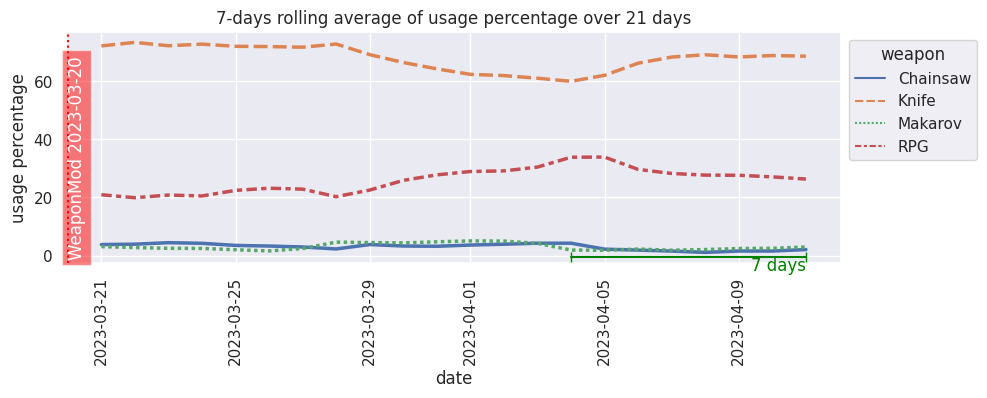 7-days rolling average of usage percentage over 21 days
usage percentage
60
40
20
0
WeaponMod 2023-03-20
7 days
2023-03-21
2023-03-25
2023-03-29
2023-04-01
2023-04-05
2023-04-09
date
weapon
Chainsaw
Knife
Makarov
RPG